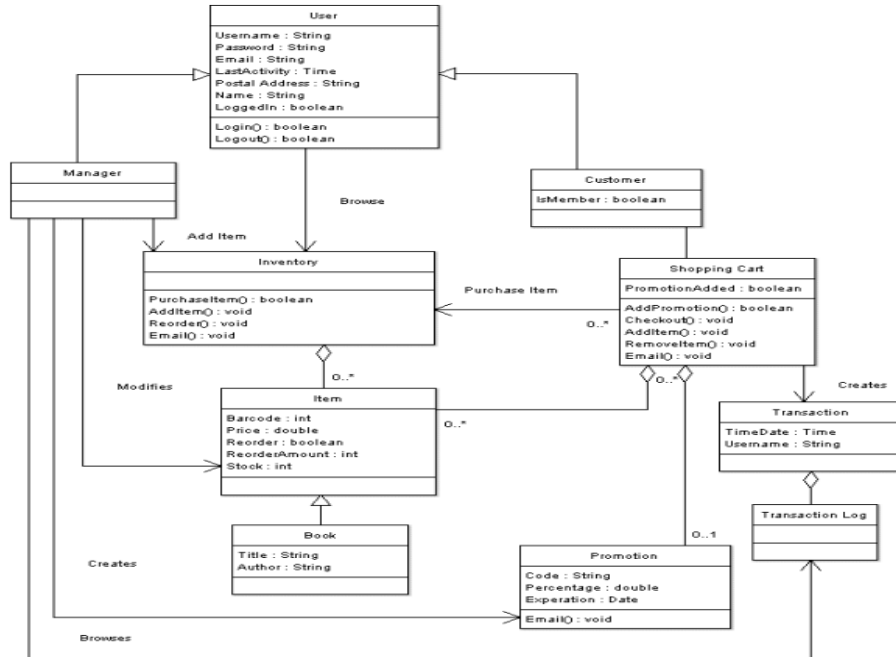 User
Username : String
Password : String
Email : String
LastActivity : Time
Postal Address : String
Name : String
LoggedIn : boolean
Login() : boolean
Logout() : boolean
Manager
Customer
IsMember : boolean
Browse
Add Item
Inventory
PurchaseItem() : boolean
AddItem() : void
Reorder() : void
Email() : void
Purchase Item
0..*
Shopping Cart
PromotionAdded : boolean
AddPromotion() : boolean
Checkout() : void
AddItem() : void
RemoveItem() : void
Email() : void
0..*
0..*
Modifies
Creates
Item
Barcode : int
Price : double
Reorder : boolean
ReorderAmount : int
Stock : int
0..*
Transaction
TimeDate : Time
Username : String
Transaction Log
Book
Title : String
Author : String
0..1
Promotion
Code : String
Percentage : double
Experation : Date
Email() : void
Creates
Browses